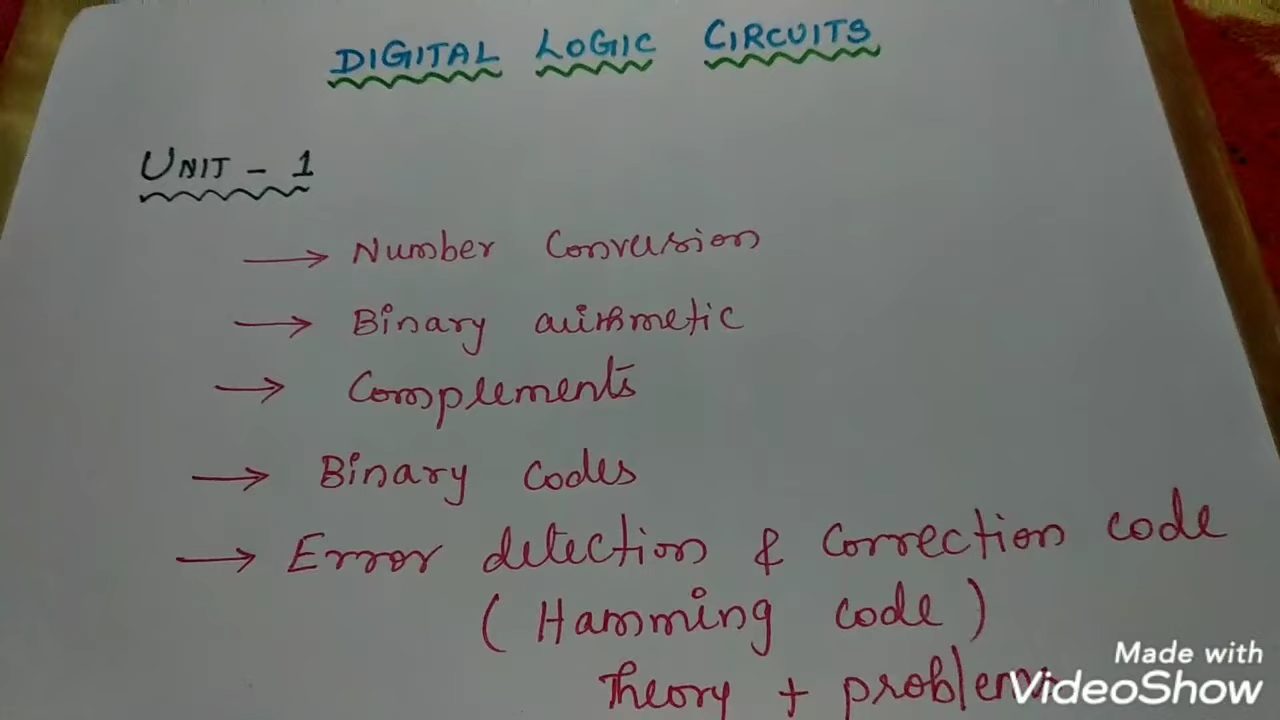 DIGITAL LOGIC CIRCUITS
UNIT - 1
→ Number Conversion
→ Binary arithmetic
→ Complements
→ Binary codes
→ Error detection & Correction code
(Hamming code)
Theory + problems
Made with
VideoShow